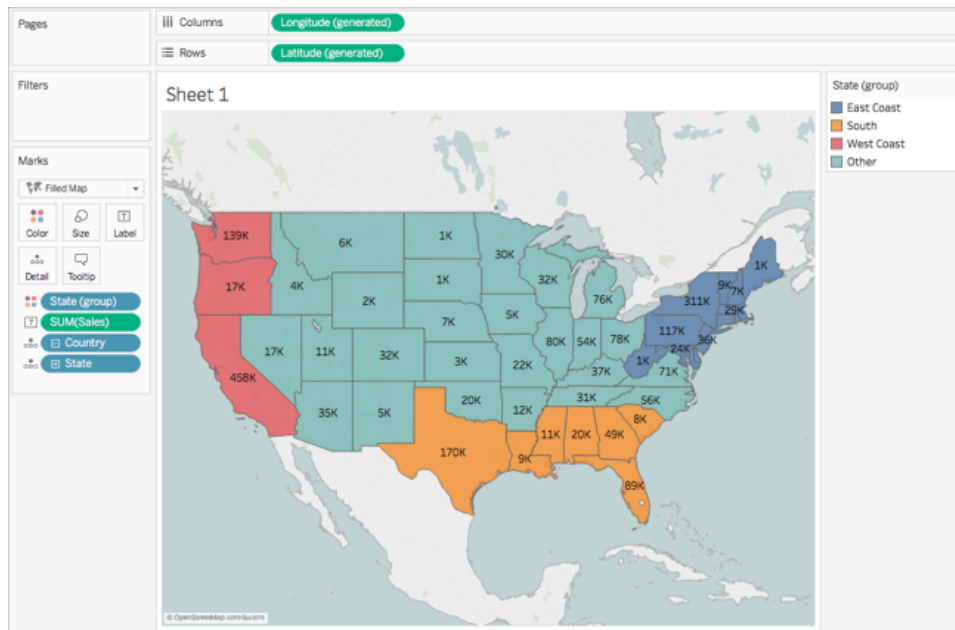 Pages
Columns
Longitude (generated)
Rows
Latitude (generated)
Filters
Marks
Filled Map
Color
Size
Label
Detail
Tooltip
State (group)
SUM(Sales)
Country
State
Sheet 1
139K
6K
1K
30K
1K
17K
4K
2K
1K
32K
76K
9K
7K
311K
29K
7K
5K
117K
36K
17K
11K
32K
3K
22K
80K
54K
78K
24K
1K
71K
37K
458K
35K
5K
20K
12K
31K
56K
170K
9K
11K
20K
49K
8K
89K
© OpenStreetMap contributors
State (group)
East Coast
South
West Coast
Other